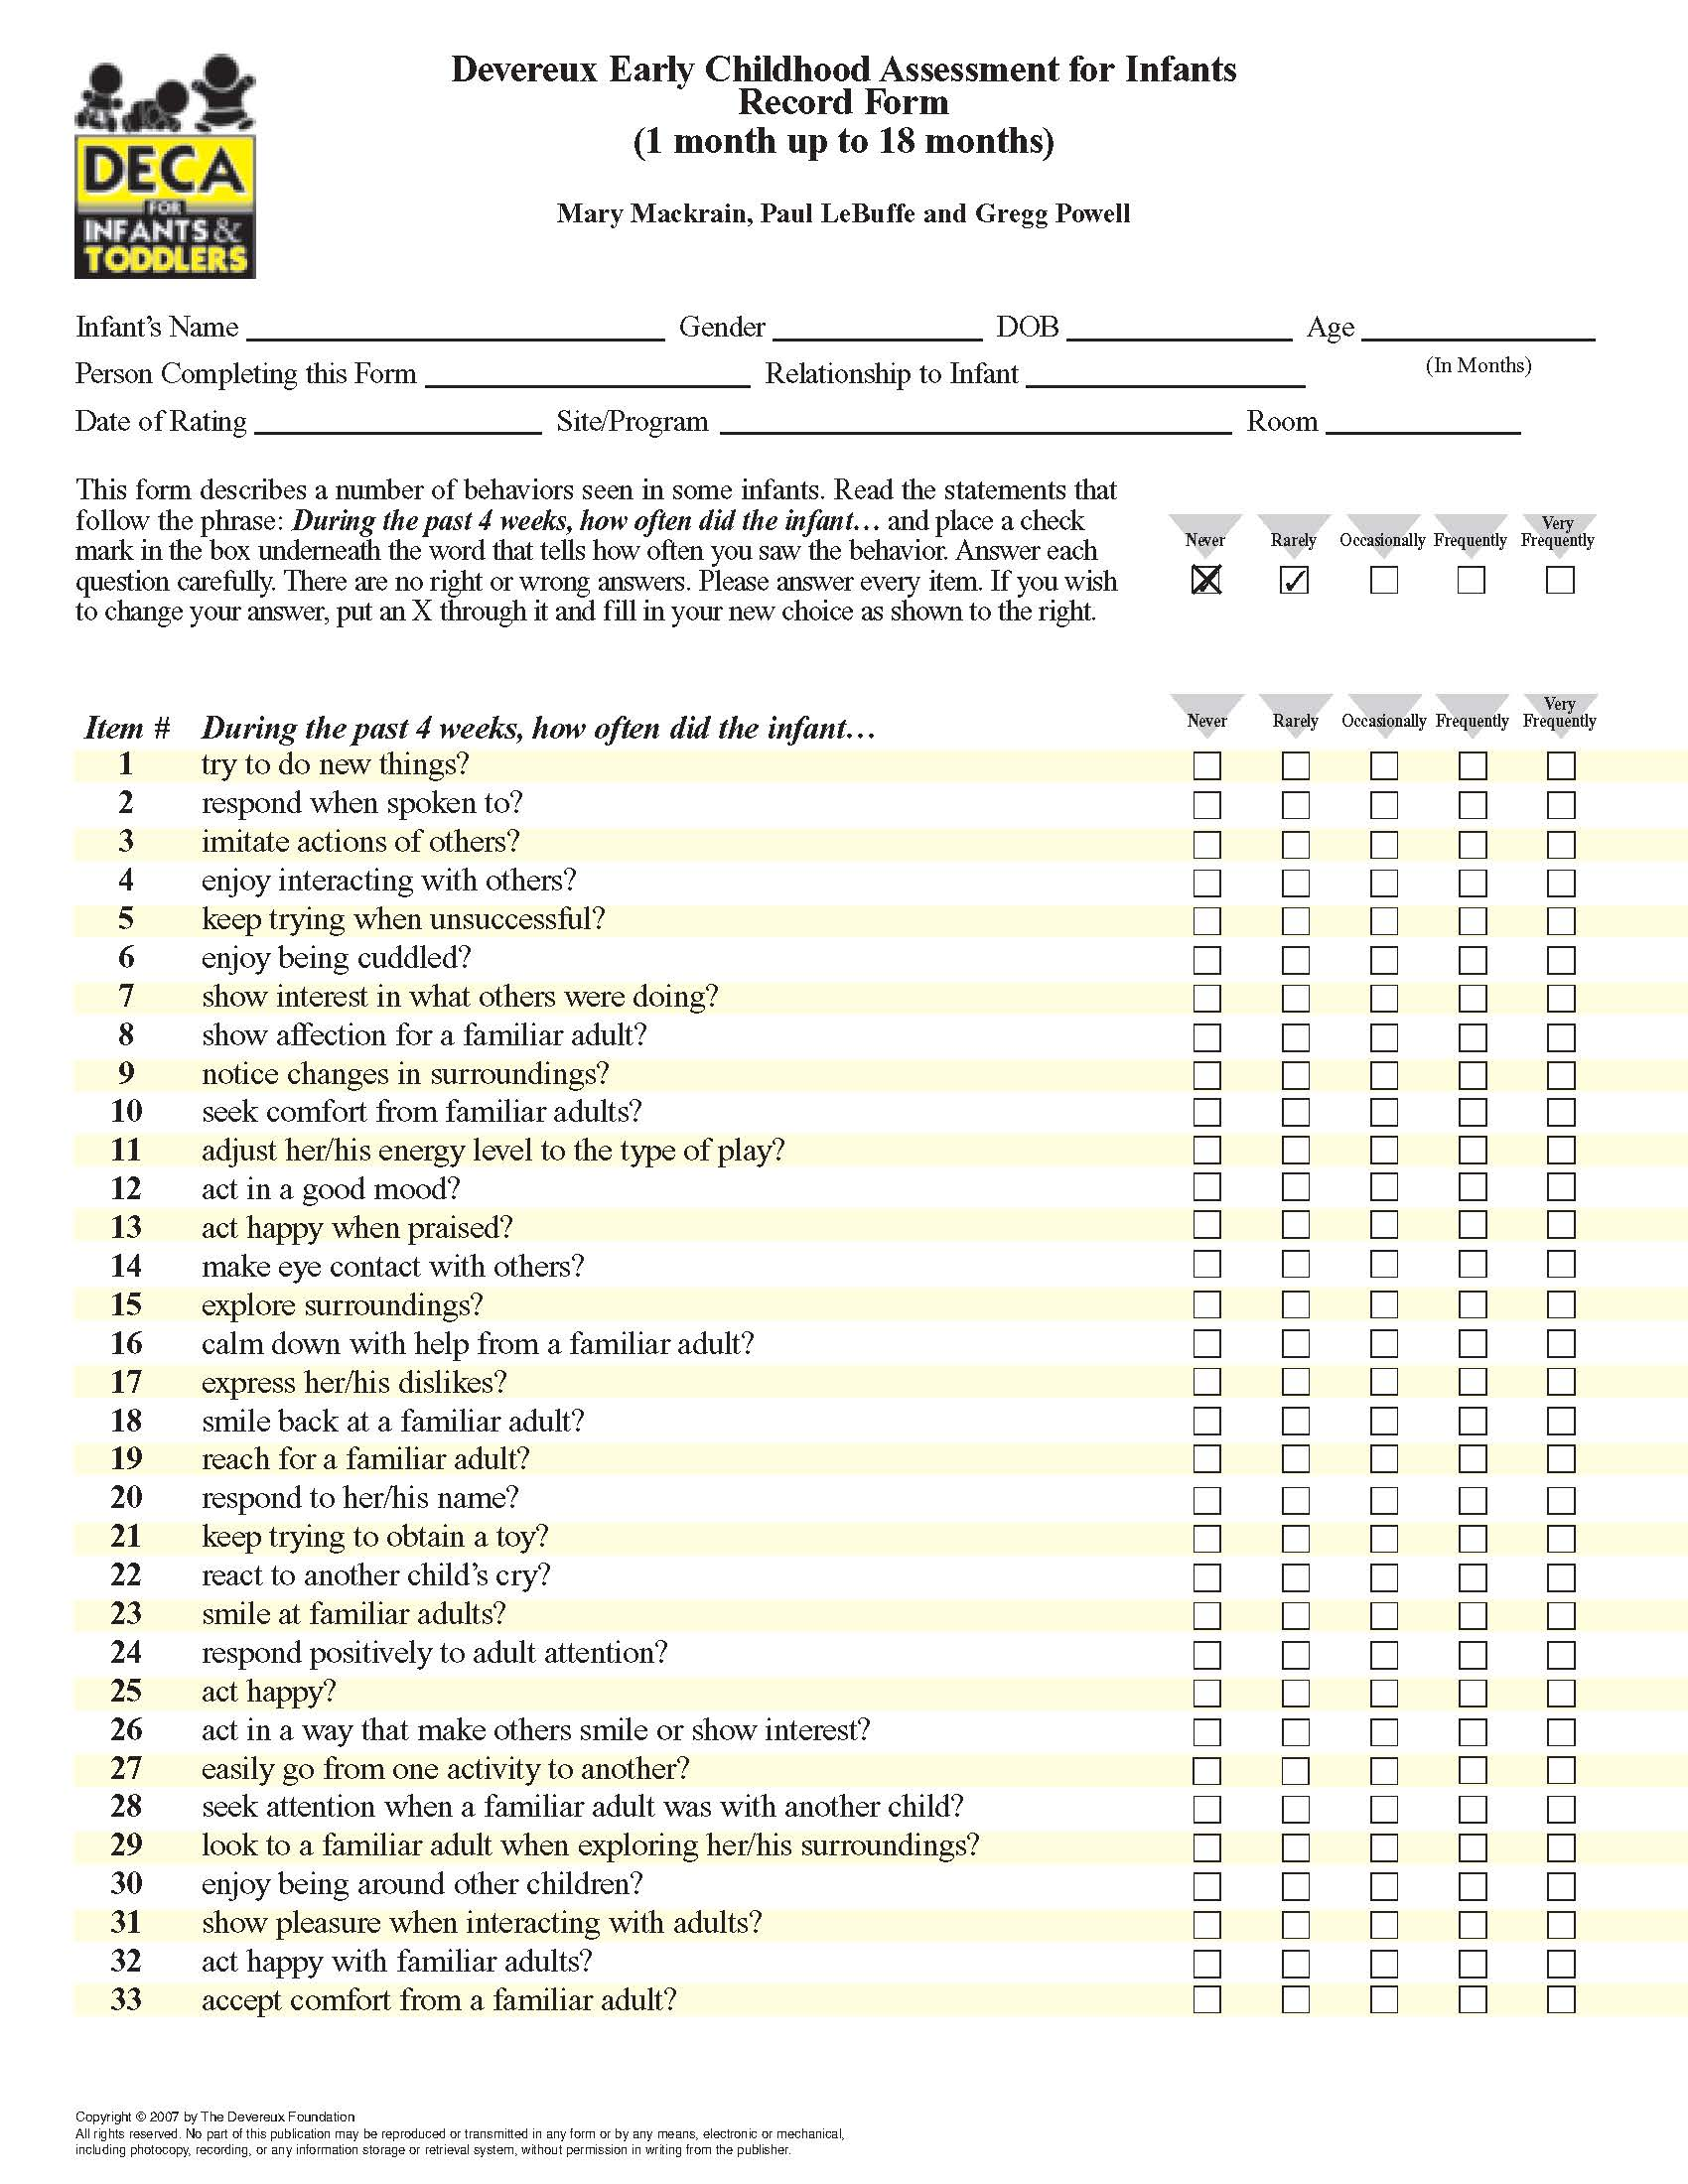 Devereux Early Childhood Assessment for Infants
Record Form
(1 month up to 18 months)
Mary Mackrain, Paul LeBuffe and Gregg Powell
DECA
FOR
INFANTS &
TODDLERS
Infant's Name Gender DOB Age
(In Months)
Person Completing this Form Relationship to Infant
Date of Rating Site/Program Room
This form describes a number of behaviors seen in some infants. Read the statements that
follow the phrase: During the past 4 weeks, how often did the infant… and place a check
mark in the box underneath the word that tells how often you saw the behavior. Answer each
question carefully. There are no right or wrong answers. Please answer every item. If you wish
to change your answer, put an X through it and fill in your new choice as shown to the right.
Never Rarely Occasionally Frequently Very Frequently
Item # During the past 4 weeks, how often did the infant…
Never Rarely Occasionally Frequently Very Frequently
1 try to do new things?
2 respond when spoken to?
3 imitate actions of others?
4 enjoy interacting with others?
5 keep trying when unsuccessful?
6 enjoy being cuddled?
7 show interest in what others were doing?
8 show affection for a familiar adult?
9 notice changes in surroundings?
10 seek comfort from familiar adults?
11 adjust her/his energy level to the type of play?
12 act in a good mood?
13 act happy when praised?
14 make eye contact with others?
15 explore surroundings?
16 calm down with help from a familiar adult?
17 express her/his dislikes?
18 smile back at a familiar adult?
19 reach for a familiar adult?
20 respond to her/his name?
21 keep trying to obtain a toy?
22 react to another child's cry?
23 smile at familiar adults?
24 respond positively to adult attention?
25 act happy?
26 act in a way that make others smile or show interest?
27 easily go from one activity to another?
28 seek attention when a familiar adult was with another child?
29 look to a familiar adult when exploring her/his surroundings?
30 enjoy being around other children?
31 show pleasure when interacting with adults?
32 act happy with familiar adults?
33 accept comfort from a familiar adult?
Copyright © 2007 by The Devereux Foundation
All rights reserved. No part of this publication may be reproduced or transmitted in any form or by any means, electronic or mechanical,
including photocopy, recording, or any information storage or retrieval system, without permission in writing from the publisher.